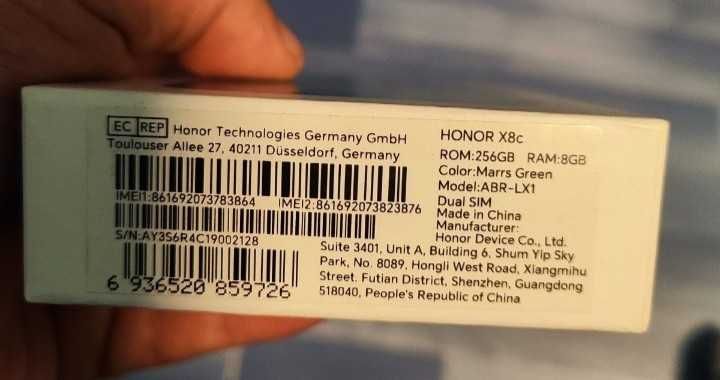 EC REP Honor Technologies Germany GmbH
Toulouser Allee 27, 40211 Düsseldorf, Germany
IMEI1:861692073783864 IMEI2:861692073823876
S/N:AY3S6R4C19002128
6 936520 859726
HONOR X8c
ROM:256GB RAM:8GB
Color:Marrs Green
Model:ABR-LX1
Dual SIM
Made in China
Manufacturer:
Honor Device Co., Ltd.
Suite 3401, Unit A, Building 6, Shum Yip Sky
Park, No. 8089, Hongli West Road, Xiangmihu
Street, Futian District, Shenzhen, Guangdong
518040, People's Republic of China